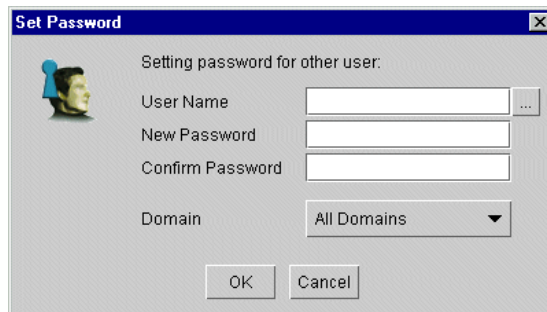 Set Password
Setting password for other user:
User Name
...
New Password
Confirm Password
Domain All Domains
OK Cancel